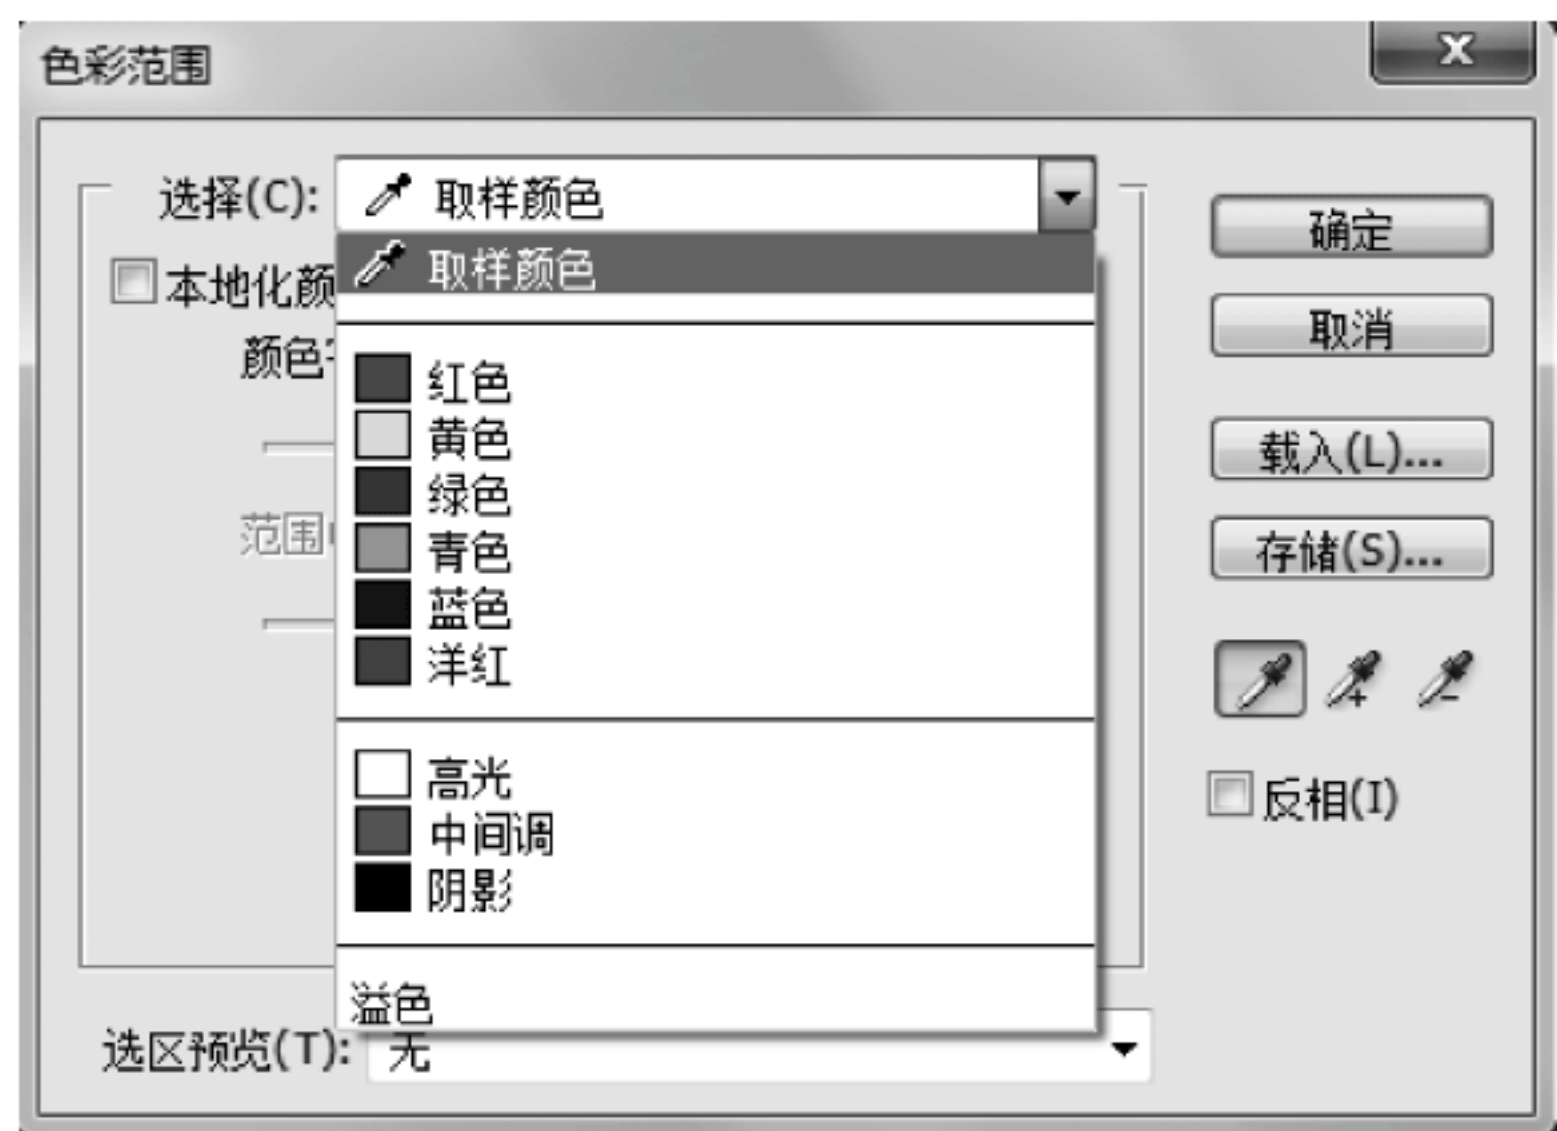 色彩范围
选择(C): 取样颜色
取样颜色
本地化颜
颜色
范围
红色
黄色
绿色
青色
蓝色
洋红
高光
中间调
阴影
溢色
选区预览(T): 无
确定
取消
载入(L)...
存储(S)...
反相(I)